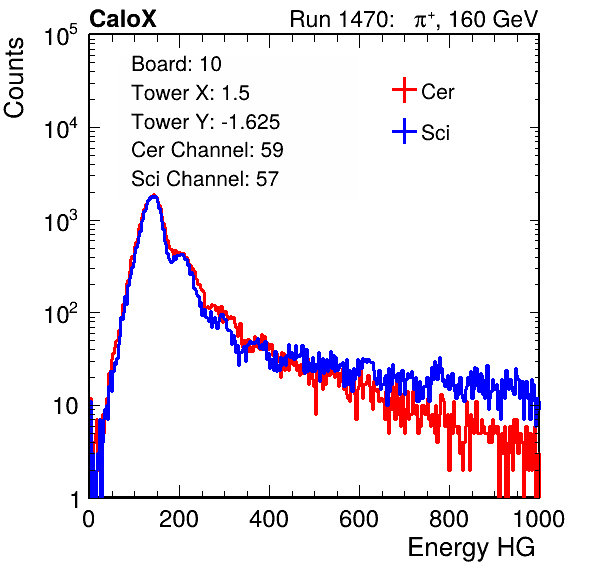 CaloX Run 1470: π⁺, 160 GeV
Counts
Board: 10
Tower X: 1.5
Tower Y: -1.625
Cer Channel: 59
Sci Channel: 57
Cer
Sci
10⁵
10⁴
10³
10²
10
1
0 200 400 600 800 1000
Energy HG